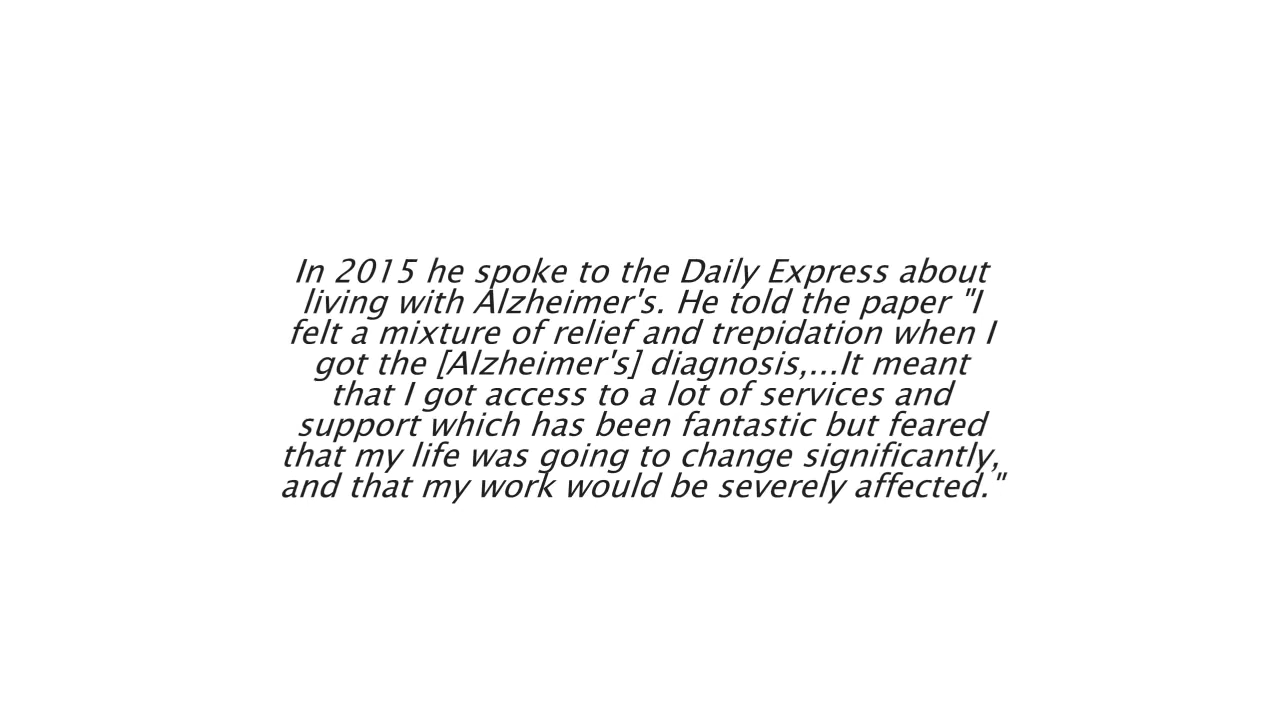 In 2015 he spoke to the Daily Express about
living with Alzheimer's. He told the paper "I
felt a mixture of relief and trepidation when I
got the [Alzheimer's] diagnosis,...It meant
that I got access to a lot of services and
support which has been fantastic but feared
that my life was going to change significantly,
and that my work would be severely affected."